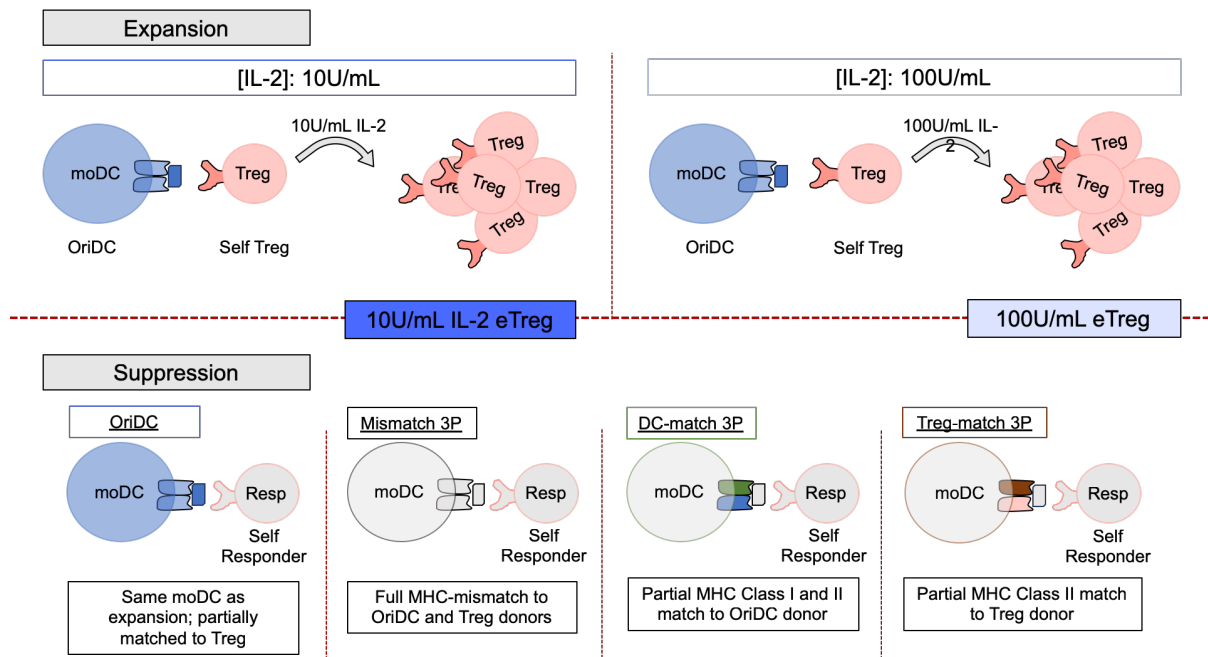 Expansion
[IL-2]: 10U/mL
[IL-2]: 100U/mL
10U/mL IL-2
100U/mL IL-
2
moDC
Treg
Treg
Treg
Treg
Treg
Treg
moDC
Treg
Treg
Treg
Treg
Treg
Treg
OriDC
Self Treg
OriDC
Self Treg
10U/mL IL-2 eTreg
100U/mL eTreg
Suppression
OriDC
Mismatch 3P
DC-match 3P
Treg-match 3P
moDC
Resp
moDC
Resp
moDC
Resp
moDC
Resp
Self
Responder
Self
Responder
Self
Responder
Self
Responder
Same moDC as
expansion; partially
matched to Treg
Full MHC-mismatch to
OriDC and Treg donors
Partial MHC Class I and II
match to OriDC donor
Partial MHC Class II match
to Treg donor